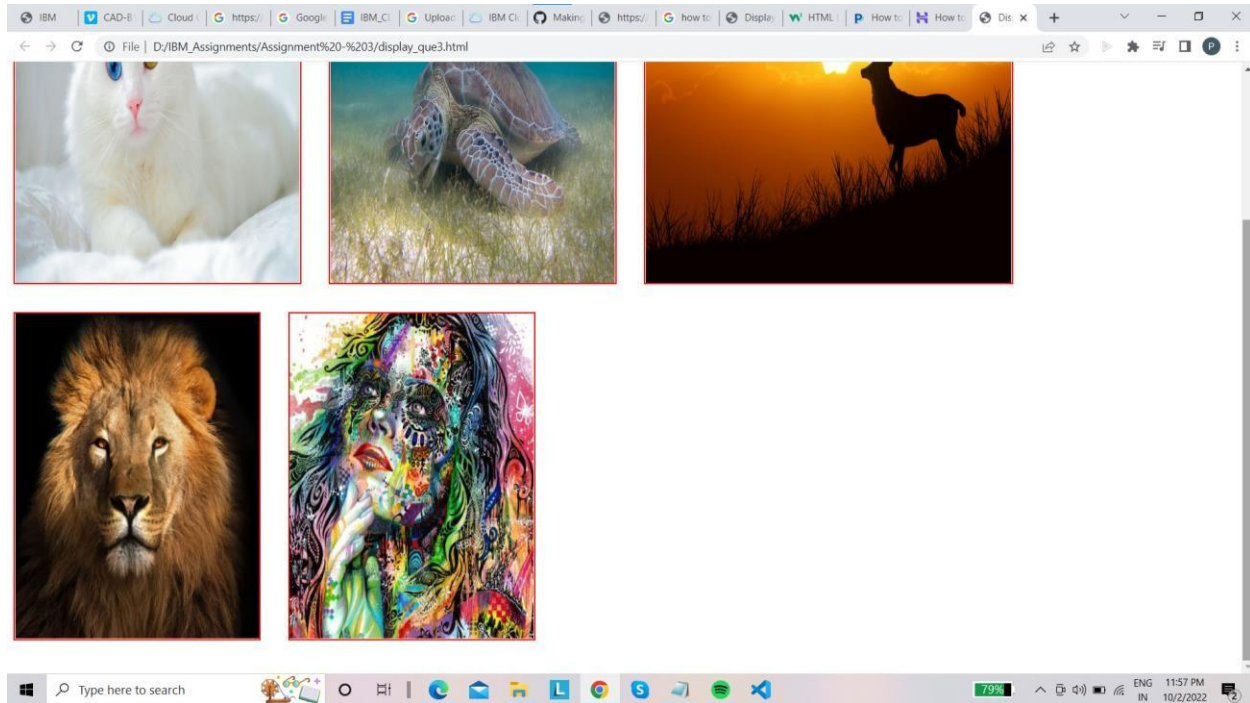 IBM CAD-B Cloud ( https:// Google IBM_CL Upload IBM Cl Making https:// how to Display HTML How to How to Dis
File D:/IBM_Assignments/Assignment%20-%203/display_que3.html P
Type here to search 79% ENG 11:57 PM
IN 10/2/2022 2